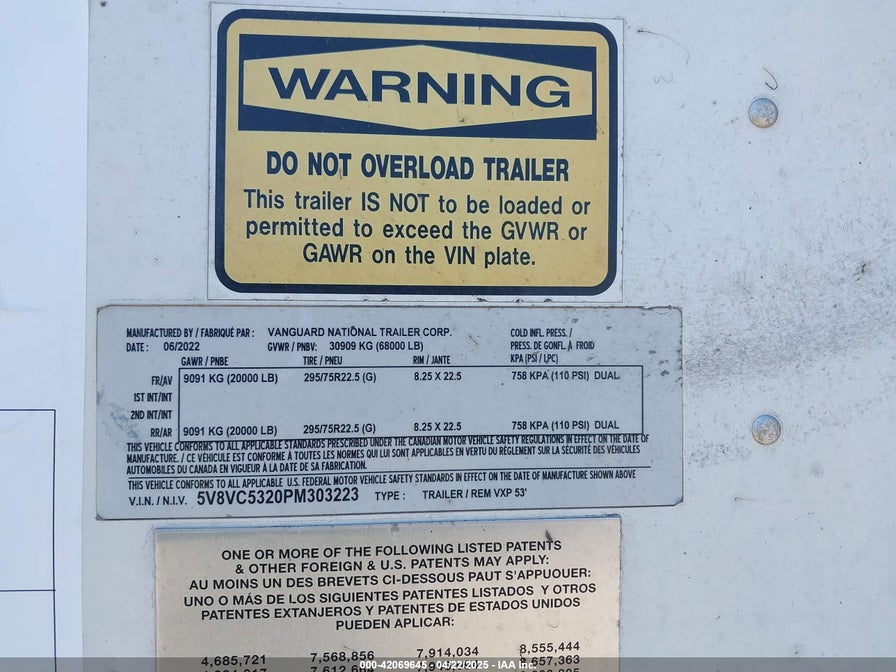 WARNING
DO NOT OVERLOAD TRAILER
This trailer IS NOT to be loaded or
permitted to exceed the GVWR or
GAWR on the VIN plate.
MANUFACTURED BY / FABRIQUÉ PAR : VANGUARD NATIONAL TRAILER CORP. COLD INFL. PRESS. /
DATE : 06/2022 GVWR / PNBV: 30909 KG (68000 LB) PRESS. DE GONFL. À FROID
GAWR / PNBE TIRE / PNEU RIM / JANTE KPA (PSI / LPC)
FR/AV 9091 KG (20000 LB) 295/75R22.5 (G) 8.25 X 22.5 758 KPA (110 PSI) DUAL
1ST INT/INT
2ND INT/INT
RR/AR 9091 KG (20000 LB) 295/75R22.5 (G) 8.25 X 22.5 758 KPA (110 PSI) DUAL
THIS VEHICLE CONFORMS TO ALL APPLICABLE STANDARDS PRESCRIBED UNDER THE CANADIAN MOTOR VEHICLE SAFETY REGULATIONS IN EFFECT ON THE DATE OF
MANUFACTURE. / CE VÉHICULE EST CONFORME À TOUTES LES NORMES QUI LUI SONT APPLICABLES EN VERTU DU RÈGLEMENT SUR LA SÉCURITÉ DES VÉHICULES
AUTOMOBILES DU CANADA EN VIGUEUR À LA DATE DE SA FABRICATION.
THIS VEHICLE CONFORMS TO ALL APPLICABLE U.S. FEDERAL MOTOR VEHICLE SAFETY STANDARDS IN EFFECT ON THE DATE OF MANUFACTURE SHOWN ABOVE
V.I.N. / N.I.V. 5V8VC5320PM303223 TYPE : TRAILER / REM VXP 53'
ONE OR MORE OF THE FOLLOWING LISTED PATENTS
& OTHER FOREIGN & U.S. PATENTS MAY APPLY:
AU MOINS UN DES BREVETS CI-DESSOUS PAUT S'APPUOUER:
UNO O MÁS DE LOS SIGUIENTES PATENTES LISTADOS Y OTROS
PATENTES EXTANJEROS Y PATENTES DE ESTADOS UNIDOS
PUEDEN APLICAR:
4,685,721 7,568,856 7,914,034 8,555,444
000-42069645 - 04/22/2025 - IAA Inc.